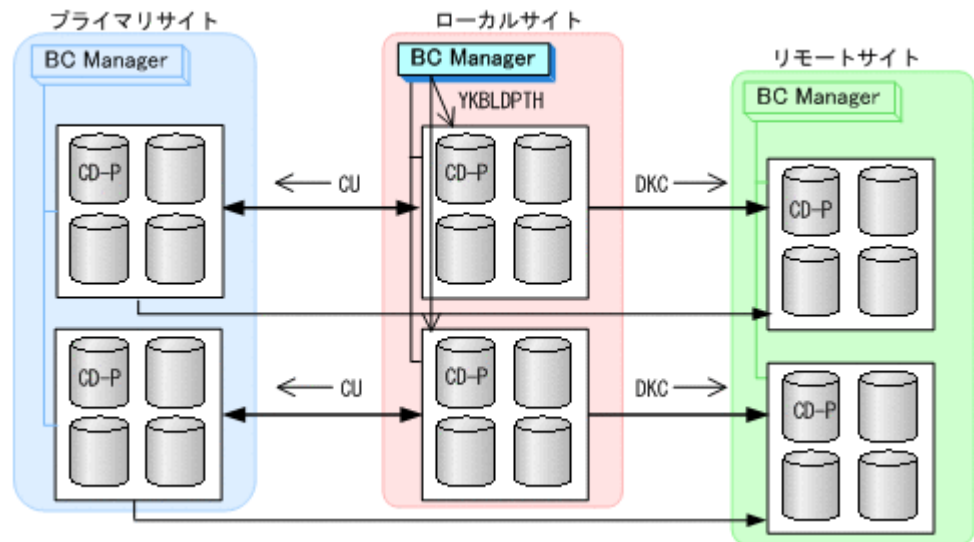 プライマリサイト
ローカルサイト
リモートサイト
BC Manager
BC Manager
BC Manager
YKBLDPTH
CD-P
CU
CD-P
DKC
CD-P
CD-P
CU
CD-P
DKC
CD-P